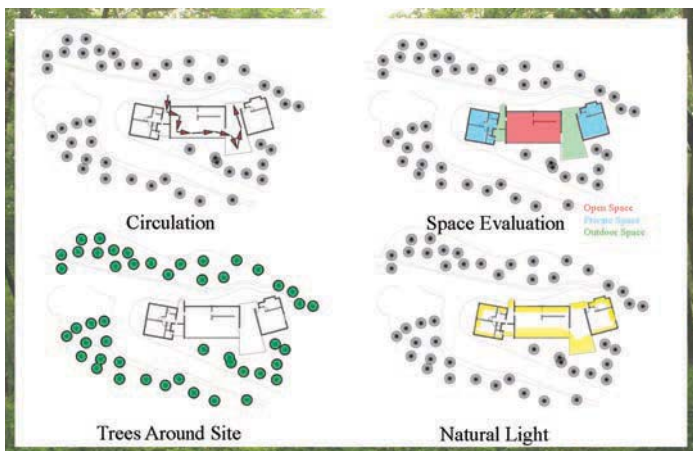 Circulation
Space Evaluation
Open Space
Private Space
Outdoor Space
Trees Around Site
Natural Light